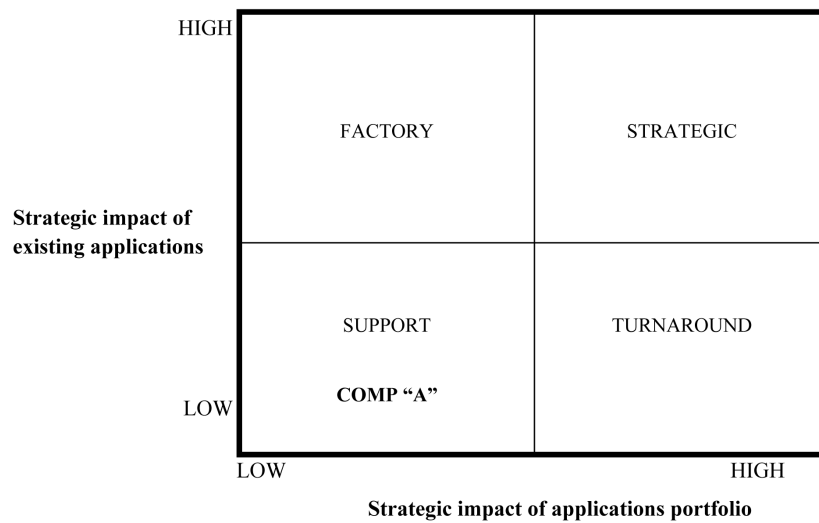 HIGH
FACTORY
STRATEGIC
Strategic impact of
existing applications
SUPPORT
TURNAROUND
COMP “A”
LOW
LOW
HIGH
Strategic impact of applications portfolio